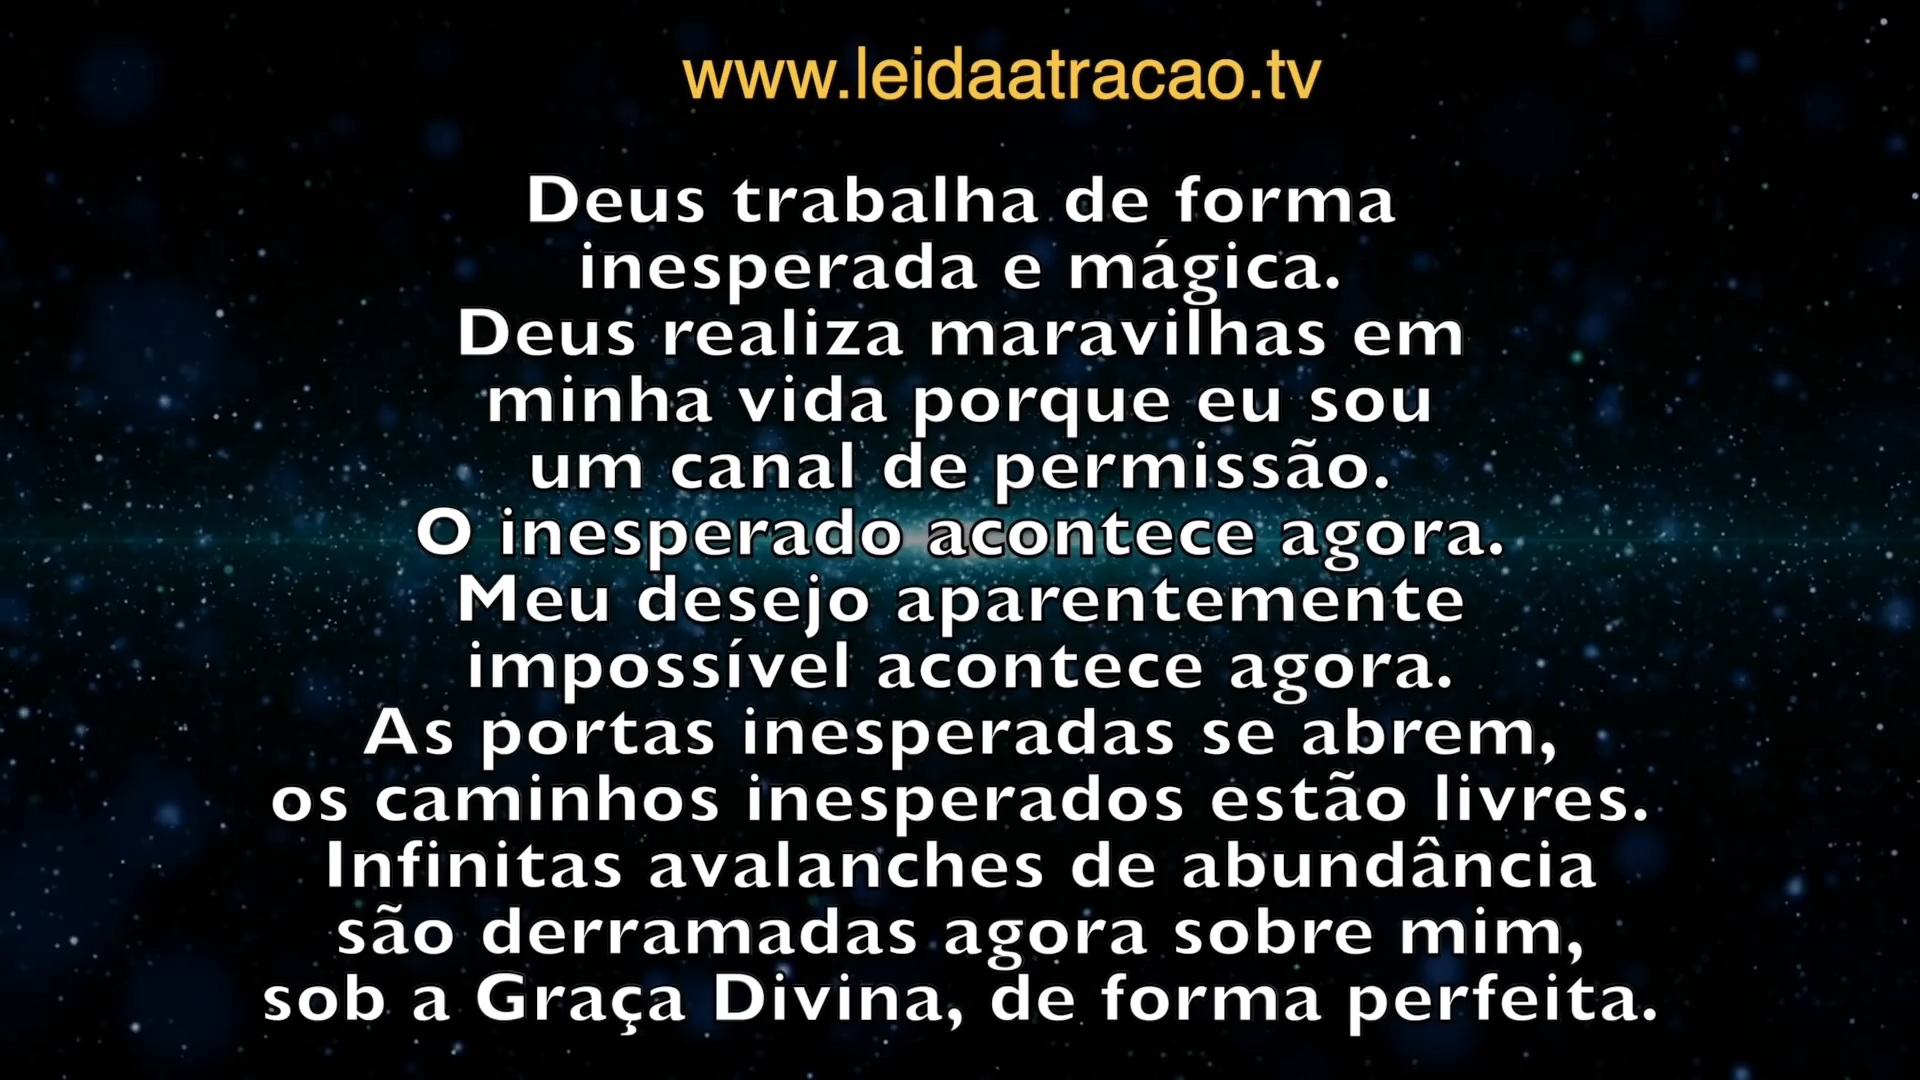 www.leidaatracao.tv
Deus trabalha de forma
inesperada e mágica.
Deus realiza maravilhas em
minha vida porque eu sou
um canal de permissão.
O inesperado acontece agora.
Meu desejo aparentemente
impossível acontece agora.
As portas inesperadas se abrem,
os caminhos inesperados estão livres.
Infinitas avalanches de abundância
são derramadas agora sobre mim,
sob a Graça Divina, de forma perfeita.